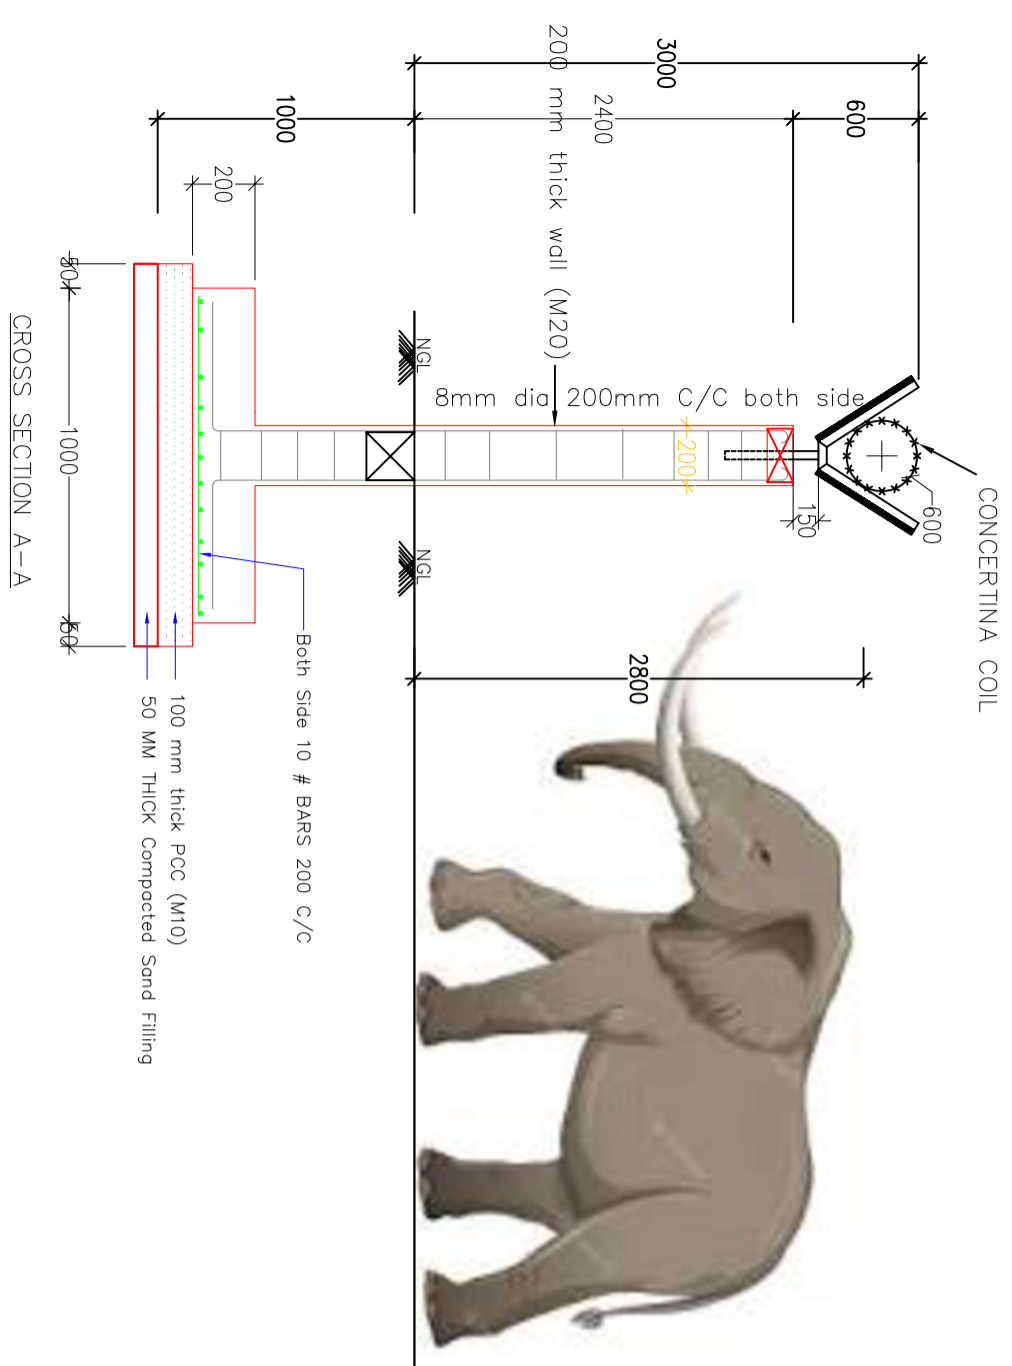 CONCERTINA COIL
600
3000
600
2400
150
200 mm thick wall (M20)
8mm dia 200mm C/C both side
200
2800
NGL
NGL
1000
200
Both Side 10 # BARS 200 C/C
100 mm thick PCC (M10)
50 MM THICK Compacted Sand Filling
50
1000
50
CROSS SECTION A-A